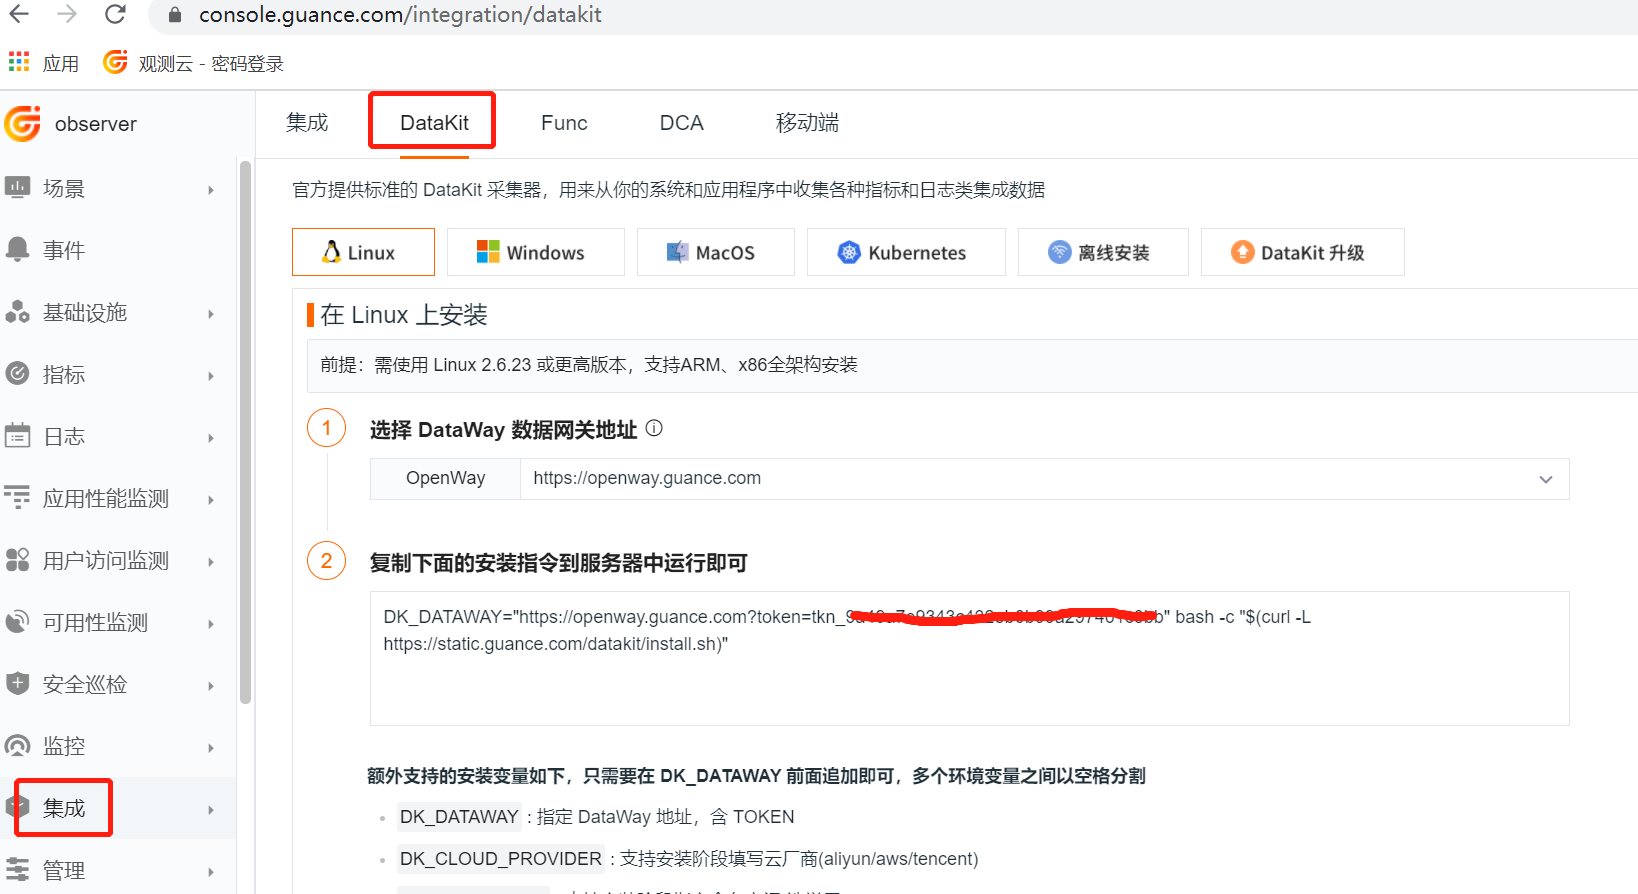 console.guance.com/integration/datakit
应用 观测云 - 密码登录
observer
集成 DataKit Func DCA 移动端
场景
事件
基础设施
指标
日志
应用性能监测
用户访问监测
可用性监测
安全巡检
监控
集成
管理
官方提供标准的 DataKit 采集器，用来从你的系统和应用程序中收集各种指标和日志类集成数据
Linux Windows MacOS Kubernetes 离线安装 DataKit 升级
在 Linux 上安装
前提：需使用 Linux 2.6.23 或更高版本，支持ARM、x86全架构安装
1 选择 DataWay 数据网关地址
OpenWay https://openway.guance.com
2 复制下面的安装指令到服务器中运行即可
DK_DATAWAY="https://openway.guance.com?token=tkn_ " bash -c "$(curl -L
https://static.guance.com/datakit/install.sh)"
额外支持的安装变量如下，只需要在 DK_DATAWAY 前面追加即可，多个环境变量之间以空格分割
DK_DATAWAY : 指定 DataWay 地址，含 TOKEN
DK_CLOUD_PROVIDER : 支持安装阶段填写云厂商(aliyun/aws/tencent)